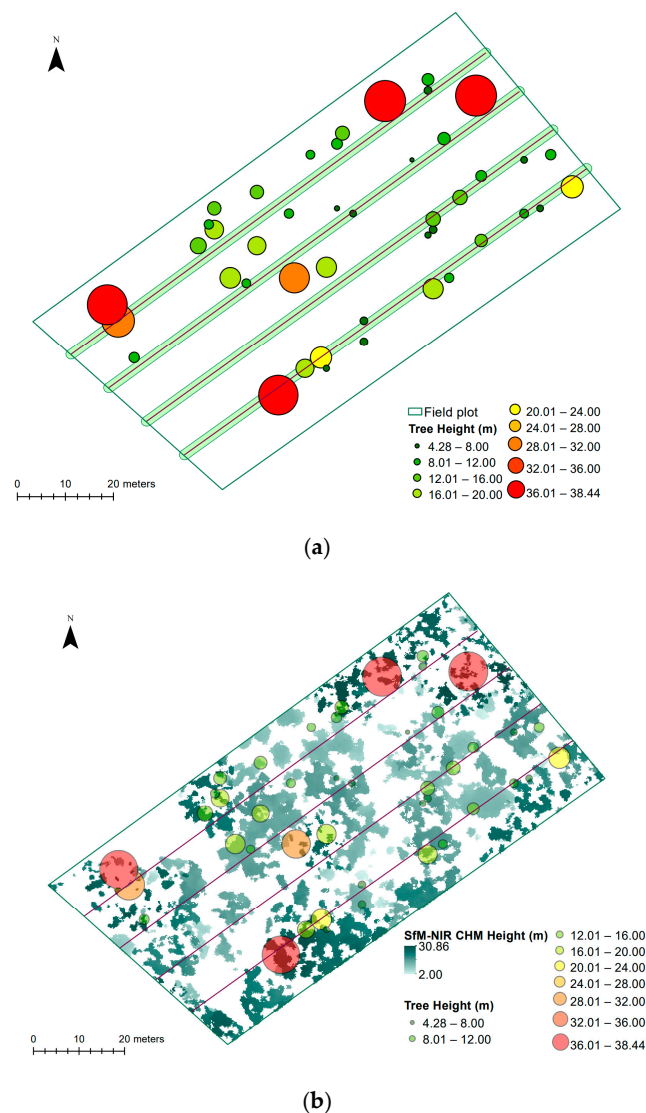 N
Field plot
Tree Height (m)
4.28 – 8.00
8.01 – 12.00
12.01 – 16.00
16.01 – 20.00
20.01 – 24.00
24.01 – 28.00
28.01 – 32.00
32.01 – 36.00
36.01 – 38.44
0 10 20 meters
(a)
N
SfM-NIR CHM Height (m)
30.86
2.00
Tree Height (m)
4.28 – 8.00
8.01 – 12.00
12.01 – 16.00
16.01 – 20.00
20.01 – 24.00
24.01 – 28.00
28.01 – 32.00
32.01 – 36.00
36.01 – 38.44
0 10 20 meters
(b)